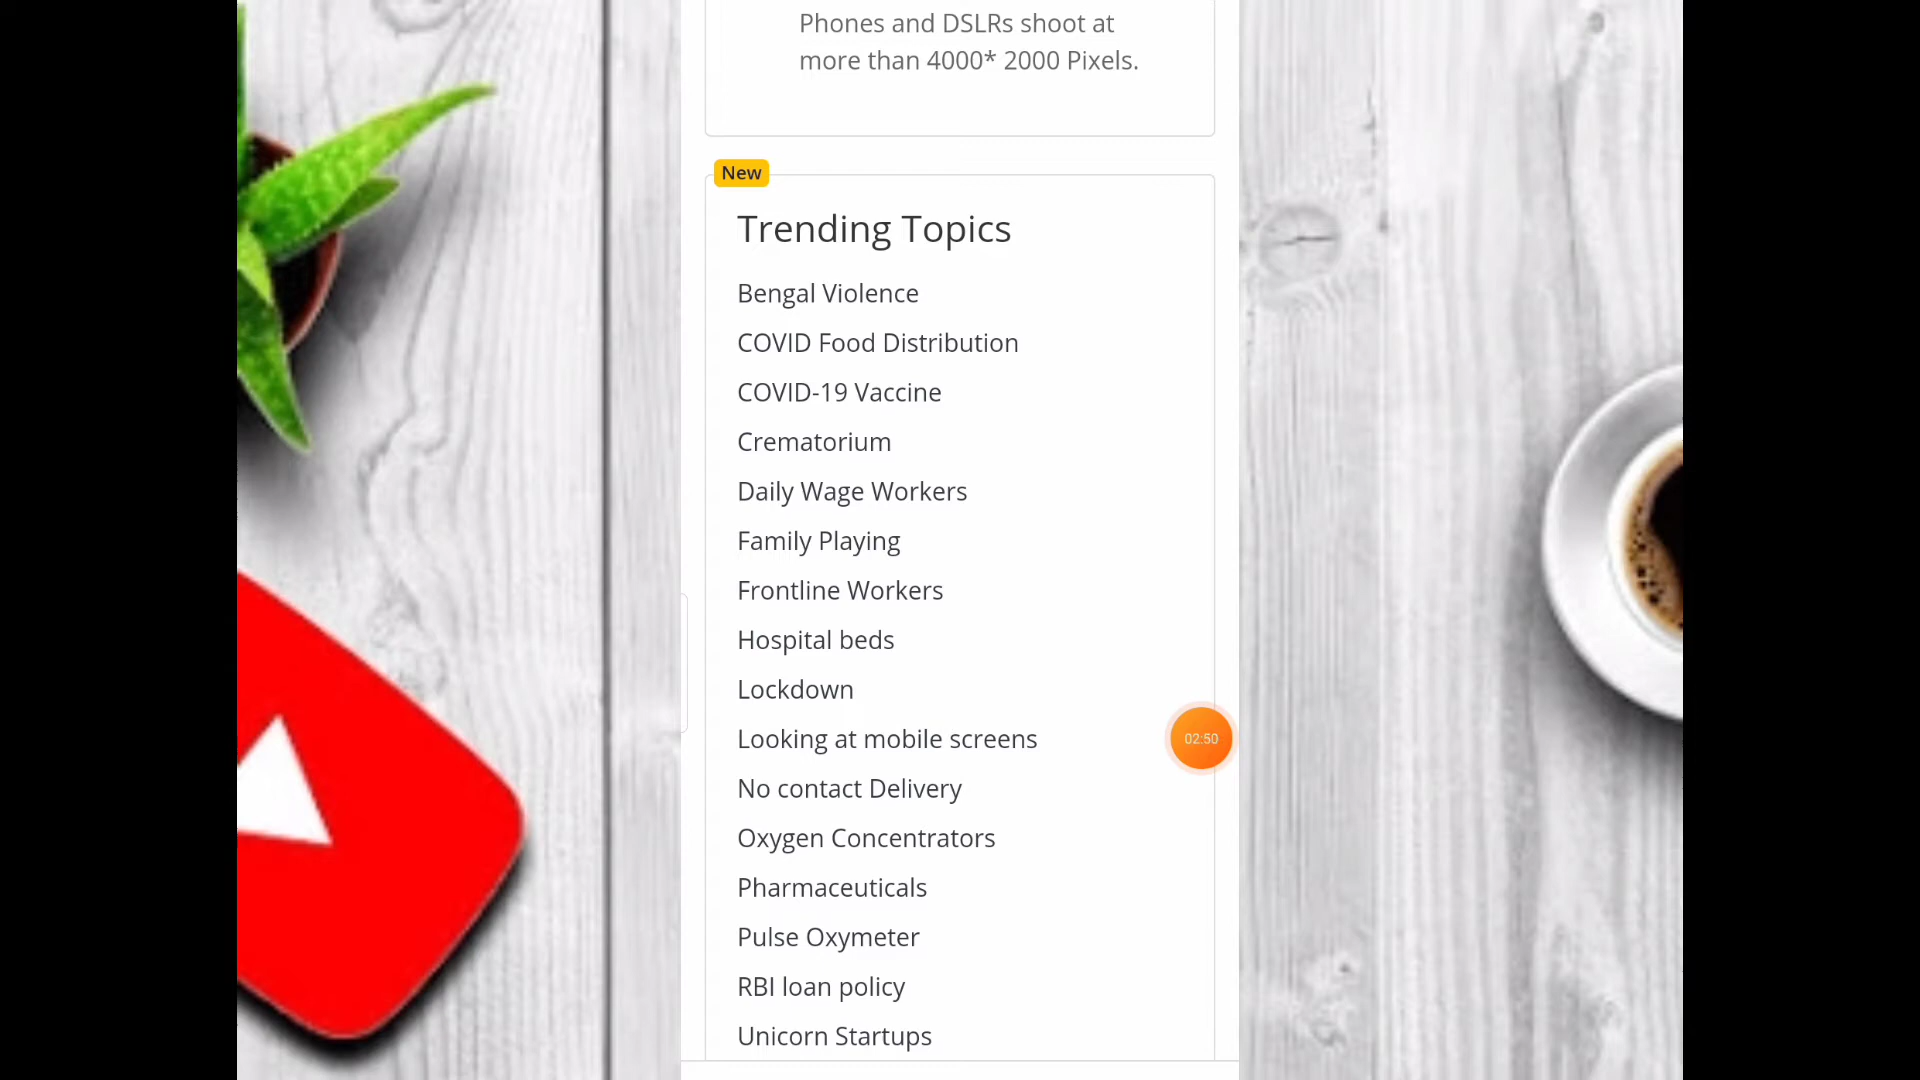 Phones and DSLRs shoot at
more than 4000* 2000 Pixels.
New
Trending Topics
Bengal Violence
COVID Food Distribution
COVID-19 Vaccine
Crematorium
Daily Wage Workers
Family Playing
Frontline Workers
Hospital beds
Lockdown
Looking at mobile screens
02:50
No contact Delivery
Oxygen Concentrators
Pharmaceuticals
Pulse Oxymeter
RBI loan policy
Unicorn Startups